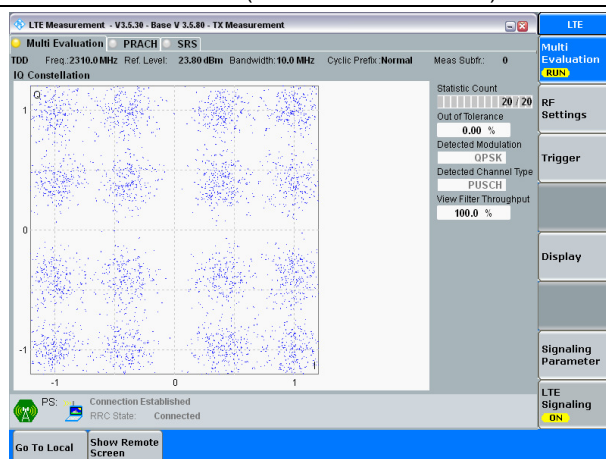 LTE Measurement - V3.5.30 - Base V 3.5.80 - TX Measurement
LTE
Multi Evaluation PRACH SRS
Multi Evaluation
RUN
TDD Freq.:2310.0 MHz Ref. Level: 23.80 dBm Bandwidth:10.0 MHz Cyclic Prefix:Normal Meas Subfr.: 0
IQ Constellation
Q
I
1
0
-1
-1 0 1
Statistic Count
20 / 20
Out of Tolerance
0.00 %
Detected Modulation
QPSK
Detected Channel Type
PUSCH
View Filter Throughput
100.0 %
RF Settings
Trigger
Display
Signaling Parameter
LTE Signaling
ON
PS: Connection Established
RRC State: Connected
Go To Local
Show Remote Screen